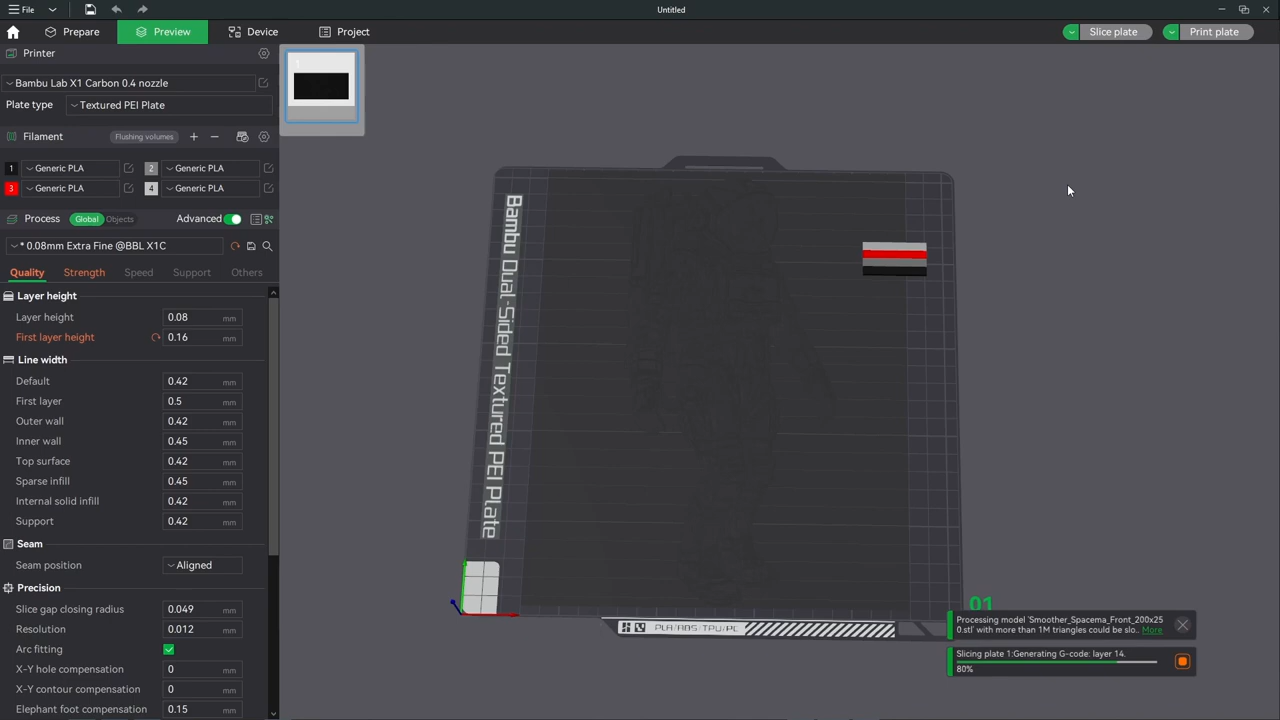 File
Untitled
Prepare
Preview
Device
Project
Slice plate
Print plate
Printer
Bambu Lab X1 Carbon 0.4 nozzle
Plate type
Textured PEI Plate
Filament
Flushing volumes
1 Generic PLA
2 Generic PLA
3 Generic PLA
4 Generic PLA
Process Global Objects Advanced
* 0.08mm Extra Fine @BBL X1C
Quality Strength Speed Support Others
Layer height
Layer height 0.08 mm
First layer height 0.16 mm
Line width
Default 0.42 mm
First layer 0.5 mm
Outer wall 0.42 mm
Inner wall 0.45 mm
Top surface 0.42 mm
Sparse infill 0.45 mm
Internal solid infill 0.42 mm
Support 0.42 mm
Seam
Seam position Aligned
Precision
Slice gap closing radius 0.049 mm
Resolution 0.012 mm
Arc fitting
X-Y hole compensation 0 mm
X-Y contour compensation 0 mm
Elephant foot compensation 0.15 mm
1
Bambu Dual-Sided Textured PEI Plate
PLA/ABS/TPU/PC
01
Processing model 'Smoother_Spacema_Front_200x25
0.stl' with more than 1M triangles could be slo.. More
Slicing plate 1:Generating G-code: layer 14.
80%